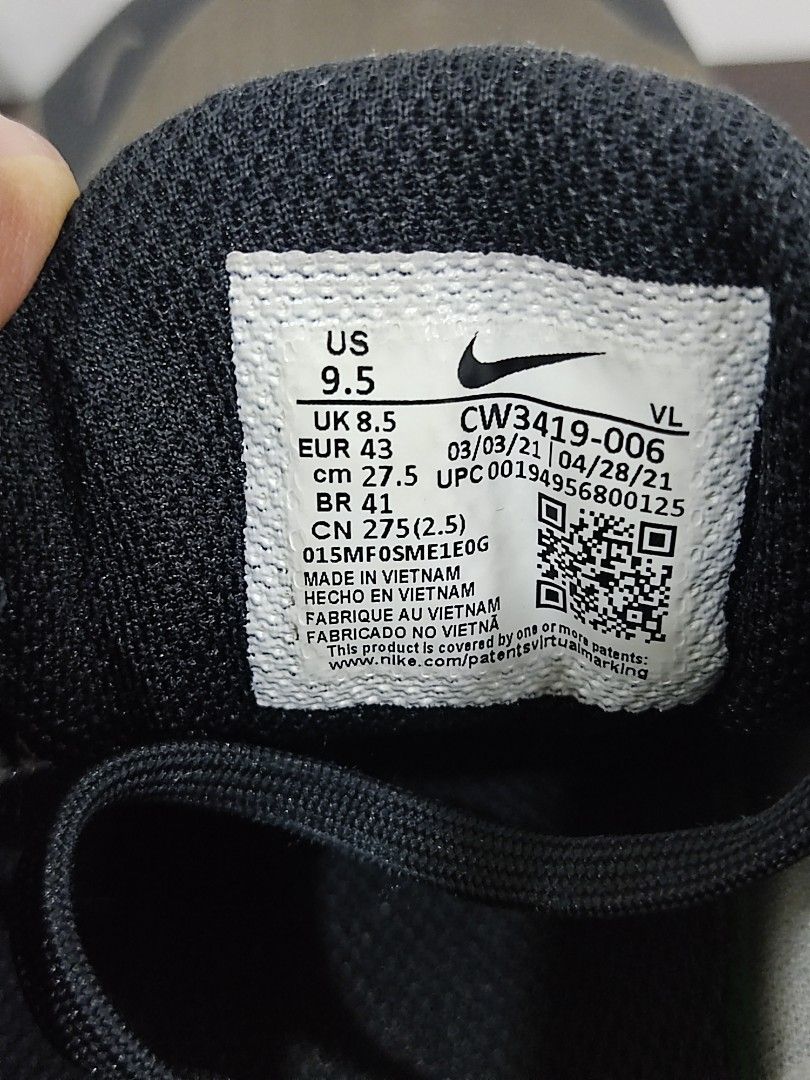 US
9.5
VL
UK 8.5
CW3419-006
EUR 43
03/03/21 | 04/28/21
cm 27.5
UPC 00194956800125
BR 41
CN 275(2.5)
015MF0SME1E0G
MADE IN VIETNAM
HECHO EN VIETNAM
FABRIQUE AU VIETNAM
FABRICADO NO VIETNÃ
This product is covered by one or more patents:
www.nike.com/patentsvirtualmarking